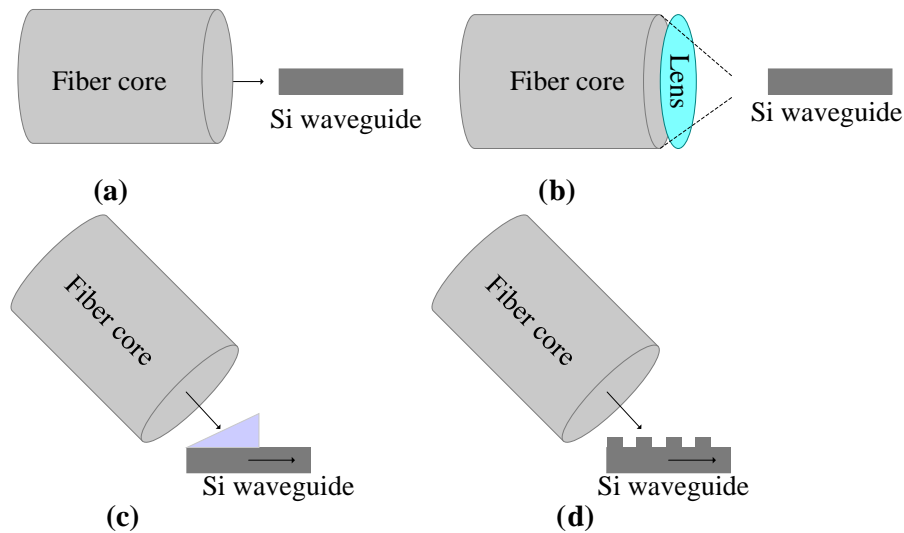 Fiber core
Si waveguide
(a)
Fiber core
Lens
Si waveguide
(b)
Fiber core
Si waveguide
(c)
Fiber core
Si waveguide
(d)